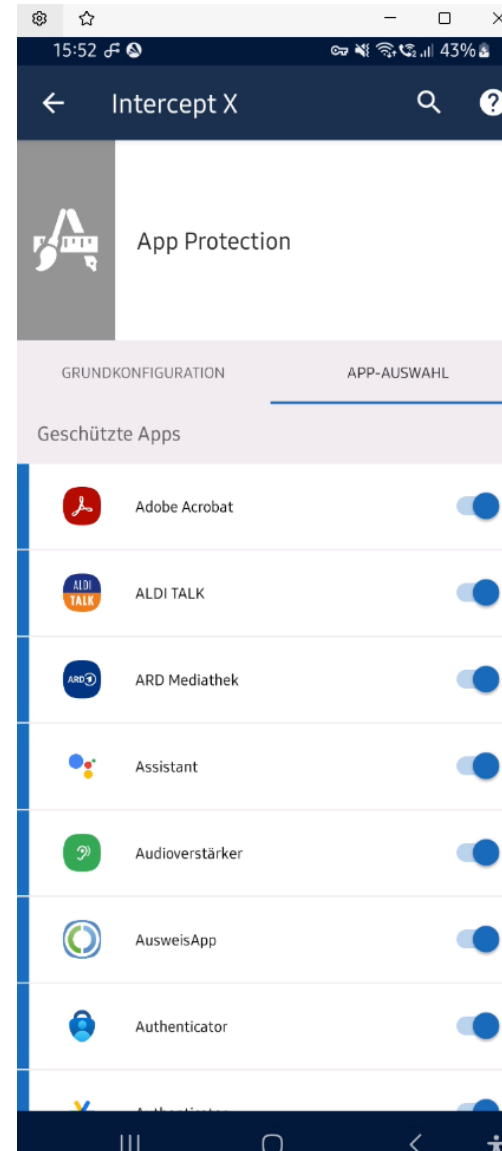 15:52 43%
Intercept X
App Protection
GRUNDKONFIGURATION APP-AUSWAHL
Geschützte Apps
Adobe Acrobat
ALDI TALK
ALDI TALK
ARD 1 ARD Mediathek
Assistant
Audioverstärker
AusweisApp
Authenticator